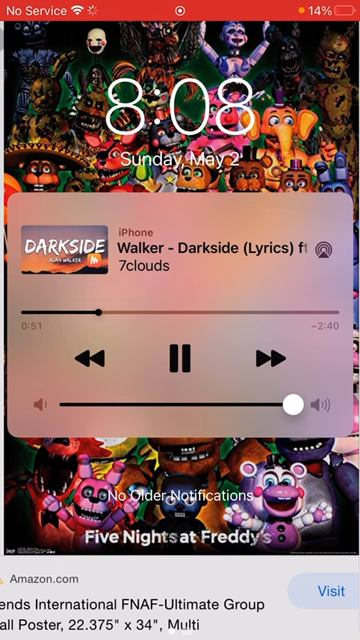 No Service
14%
8:08
Sunday, May 2
iPhone
DARKSIDE
ALAN WALKER
Walker - Darkside (Lyrics) ft
7clouds
0:51
−2:40
No Older Notifications
Five Nights at Freddy's
Amazon.com
ends International FNAF-Ultimate Group
all Poster, 22.375" x 34", Multi
Visit